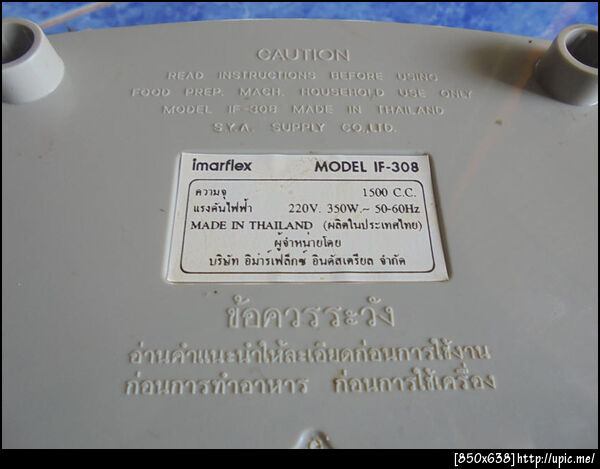 CAUTION
READ INSTRUCTIONS BEFORE USING
FOOD PREP. MACH. HOUSEHOLD USE ONLY
MODEL IF-308 MADE IN THAILAND
S.Y.A. SUPPLY CO.,LTD.
imarflex MODEL IF-308
ความจุ 1500 C.C.
แรงดันไฟฟ้า 220V. 350W.~ 50-60Hz
MADE IN THAILAND (ผลิตในประเทศไทย)
ผู้จำหน่ายโดย
บริษัท อิม่าร์เฟล็กซ์ อินดัสเตรียล จำกัด
ข้อควรระวัง
อ่านคำแนะนำให้ละเอียดก่อนการใช้งาน
ก่อนการทำอาหาร ก่อนการใช้เครื่อง
[850x638]http://upic.me/